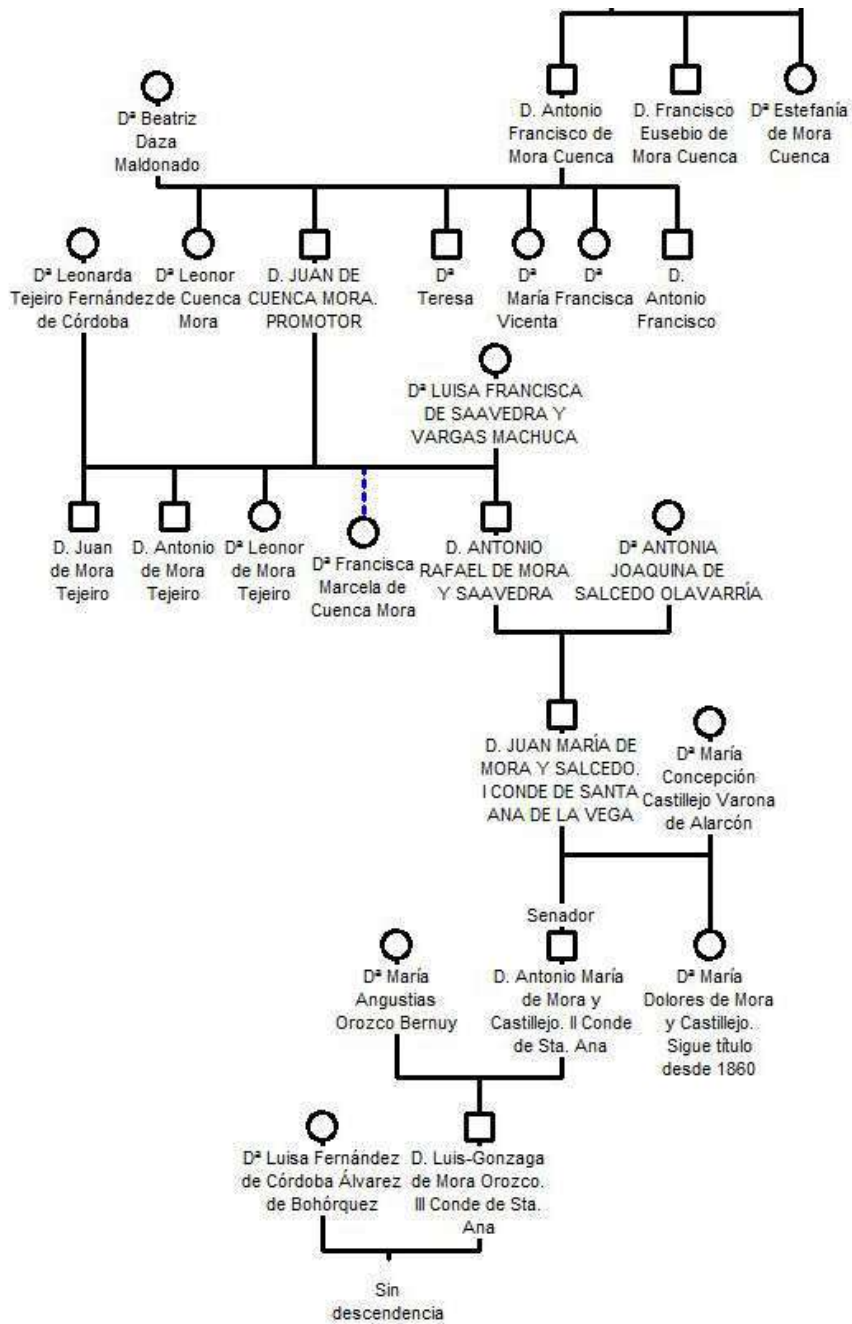 Dª Beatriz
Daza
Maldonado
D. Antonio
Francisco de
Mora Cuenca
D. Francisco
Eusebio de
Mora Cuenca
Dª Estefanía
de Mora
Cuenca
Dª Leonarda
Tejeiro Fernández
de Córdoba
Dª Leonor
de Cuenca
Mora
D. JUAN DE
CUENCA MORA.
PROMOTOR
Dª
Teresa
Dª
María
Vicenta
Dª
Francisca
D.
Antonio
Francisco
Dª LUISA FRANCISCA
DE SAAVEDRA Y
VARGAS MACHUCA
D. Juan
de Mora
Tejeiro
D. Antonio
de Mora
Tejeiro
Dª Leonor
de Mora
Tejeiro
Dª Francisca
Marcela de
Cuenca Mora
D. ANTONIO
RAFAEL DE MORA
Y SAAVEDRA
Dª ANTONIA
JOAQUINA DE
SALCEDO OLAVARRÍA
D. JUAN MARÍA DE
MORA Y SALCEDO.
I CONDE DE SANTA
ANA DE LA VEGA
Dª María
Concepción
Castillejo Varona
de Alarcón
Senador
Dª María
Angustias
Orozco Bernuy
D. Antonio María
de Mora y
Castillejo. II Conde
de Sta. Ana
Dª María
Dolores de Mora
y Castillejo.
Sigue título
desde 1860
Dª Luisa Fernández
de Córdoba Álvarez
de Bohórquez
D. Luis-Gonzaga
de Mora Orozco.
III Conde de Sta.
Ana
Sin
descendencia